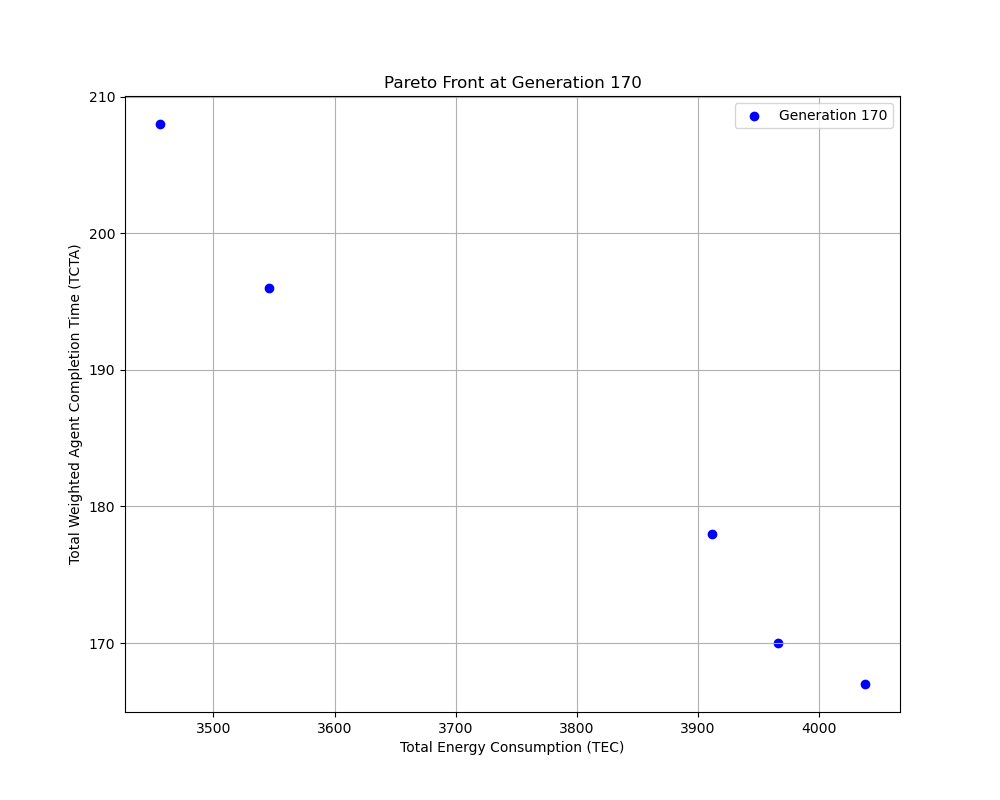 Pareto Front at Generation 170
Generation 170
Total Weighted Agent Completion Time (TCTA)
210
200
190
180
170
3500 3600 3700 3800 3900 4000
Total Energy Consumption (TEC)